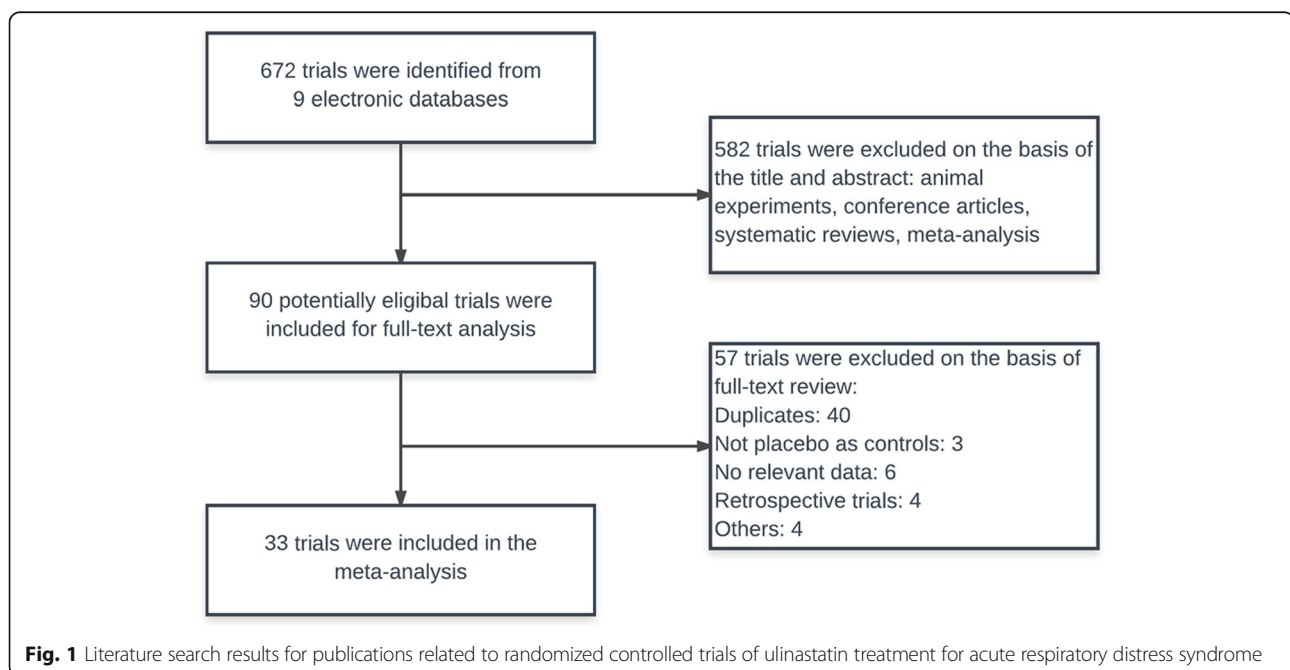 672 trials were identified from
9 electronic databases
582 trials were excluded on the basis of
the title and abstract: animal
experiments, conference articles,
systematic reviews, meta-analysis
90 potentially eligibal trials were
included for full-text analysis
57 trials were excluded on the basis of
full-text review:
Duplicates: 40
Not placebo as controls: 3
No relevant data: 6
Retrospective trials: 4
Others: 4
33 trials were included in the
meta-analysis
Fig. 1 Literature search results for publications related to randomized controlled trials of ulinastatin treatment for acute respiratory distress syndrome